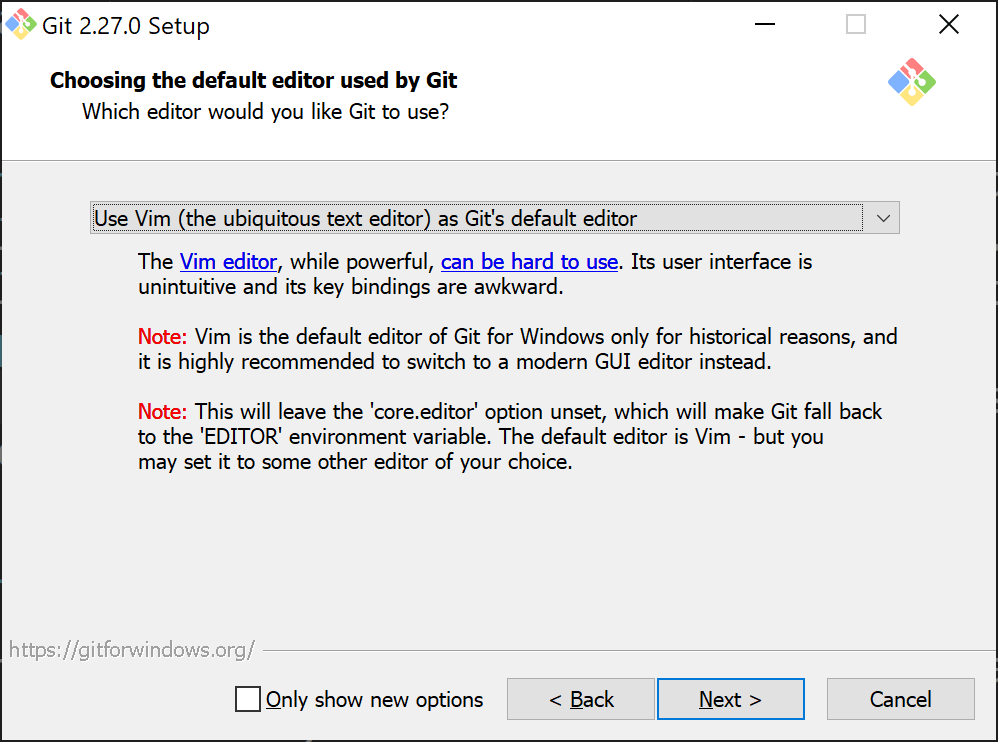 Git 2.27.0 Setup
Choosing the default editor used by Git
Which editor would you like Git to use?
Use Vim (the ubiquitous text editor) as Git's default editor
The Vim editor, while powerful, can be hard to use. Its user interface is
unintuitive and its key bindings are awkward.
Note: Vim is the default editor of Git for Windows only for historical reasons, and
it is highly recommended to switch to a modern GUI editor instead.
Note: This will leave the 'core.editor' option unset, which will make Git fall back
to the 'EDITOR' environment variable. The default editor is Vim - but you
may set it to some other editor of your choice.
https://gitforwindows.org/
Only show new options < Back Next > Cancel